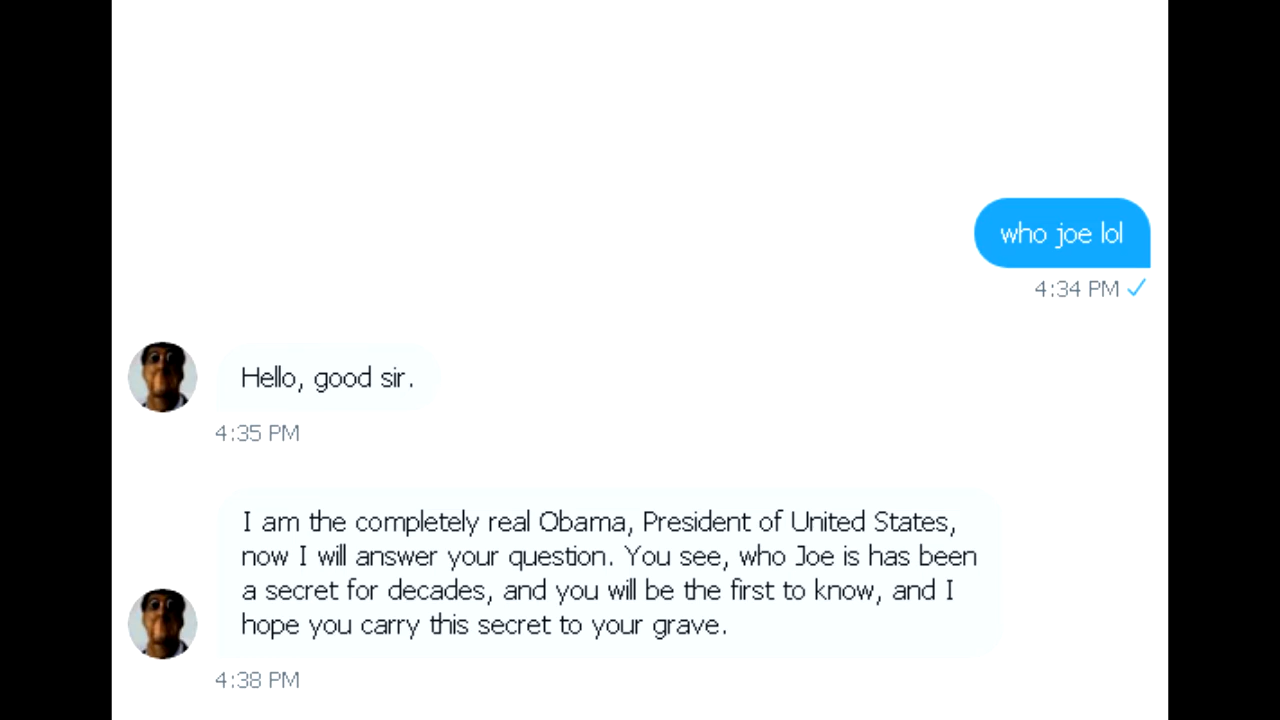 who joe lol
4:34 PM
Hello, good sir.
4:35 PM
I am the completely real Obama, President of United States,
now I will answer your question. You see, who Joe is has been
a secret for decades, and you will be the first to know, and I
hope you carry this secret to your grave.
4:38 PM